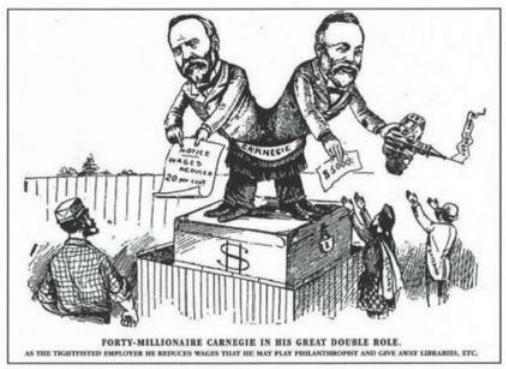 NOTICE
WAGES
REDUCED
20 PER CENT
CARNEGIE
$
FORTY-MILLIONAIRE CARNEGIE IN HIS GREAT DOUBLE ROLE.
AS THE TIGHTFISTED EMPLOYER HE REDUCES WAGES THAT HE MAY PLAY PHILANTHROPIST AND GIVE AWAY LIBRARIES, ETC.